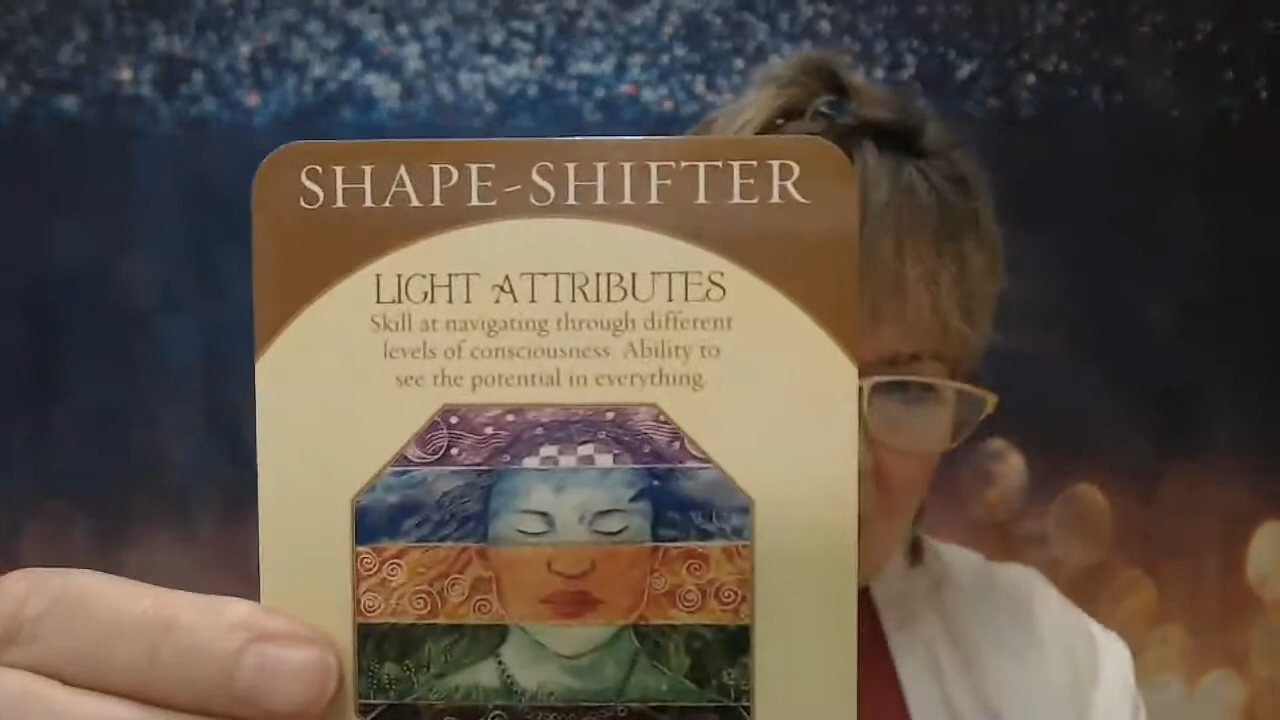 SHAPE-SHIFTER
LIGHT ATTRIBUTES
Skill at navigating through different
levels of consciousness. Ability to
see the potential in everything.